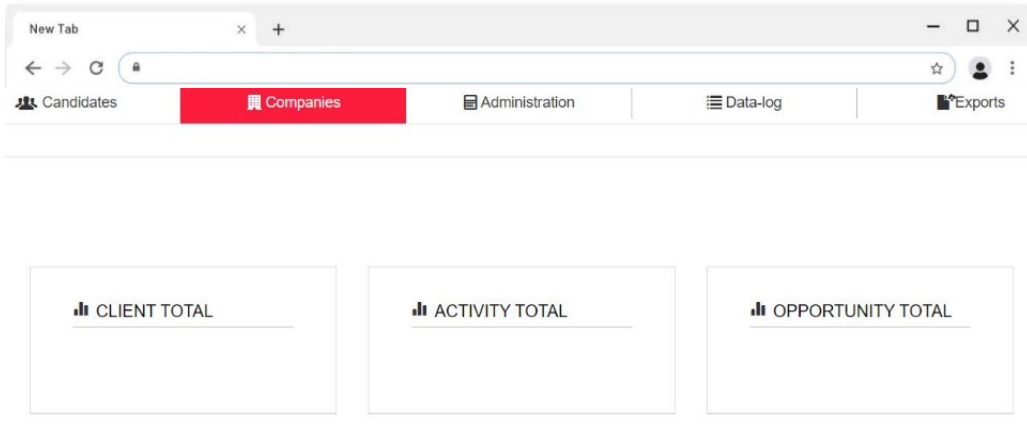 New Tab
Candidates Companies Administration Data-log Exports
CLIENT TOTAL ACTIVITY TOTAL OPPORTUNITY TOTAL